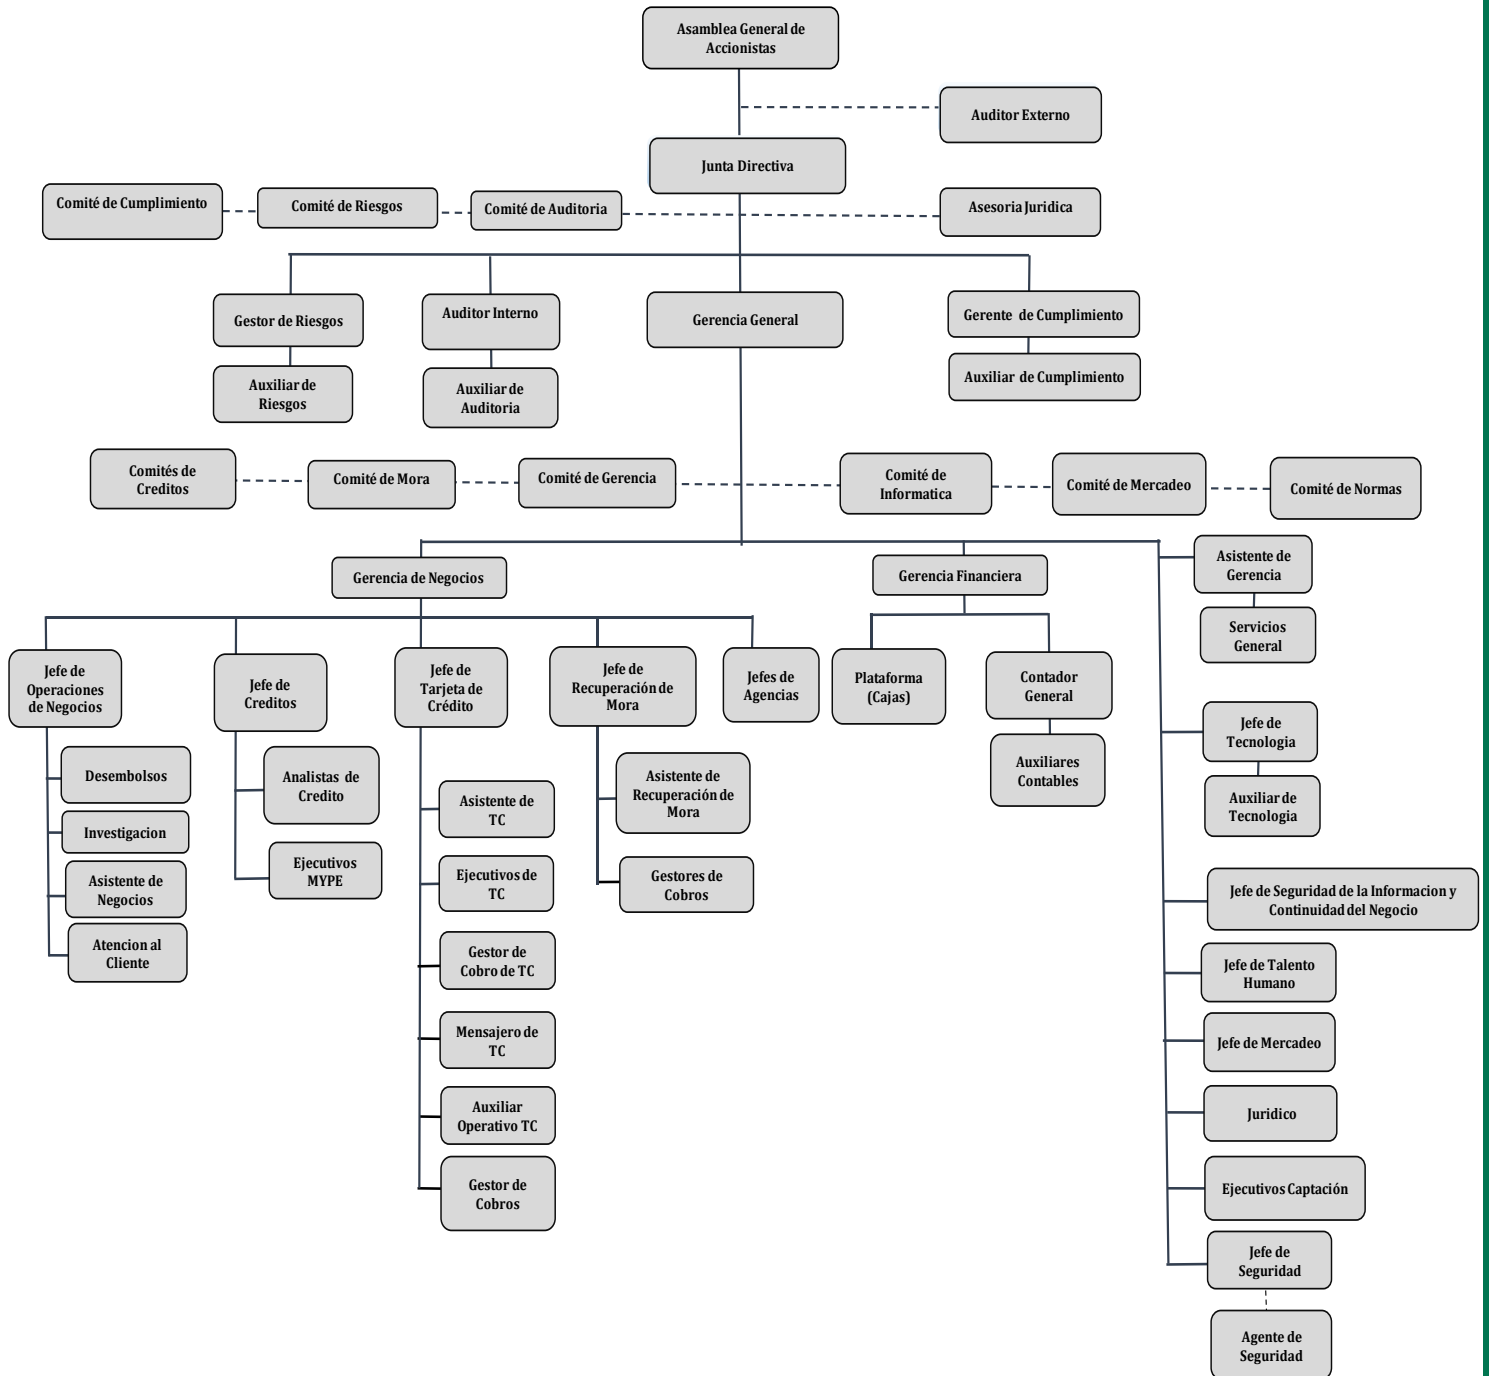 Asamblea General de
Accionistas
Auditor Externo
Junta Directiva
Comité de Cumplimiento
Comité de Riesgos
Comité de Auditoria
Asesoria Juridica
Gestor de Riesgos
Auditor Interno
Gerencia General
Gerente de Cumplimiento
Auxiliar de
Riesgos
Auxiliar de
Auditoria
Auxiliar de Cumplimiento
Comités de
Creditos
Comité de Mora
Comité de Gerencia
Comité de
Informatica
Comité de Mercadeo
Comité de Normas
Gerencia de Negocios
Gerencia Financiera
Asistente de
Gerencia
Servicios
General
Jefe de
Operaciones
de Negocios
Jefe de
Creditos
Jefe de
Tarjeta de
Crédito
Jefe de
Recuperación de
Mora
Jefes de
Agencias
Plataforma
(Cajas)
Contador
General
Jefe de
Tecnologia
Desembolsos
Analistas de
Credito
Asistente de
TC
Asistente de
Recuperación de
Mora
Auxiliares
Contables
Auxiliar de
Tecnologia
Investigacion
Asistente de
Negocios
Ejecutivos
MYPE
Ejecutivos de
TC
Gestores de
Cobros
Jefe de Seguridad de la Informacion y
Continuidad del Negocio
Atencion al
Cliente
Gestor de
Cobro de TC
Jefe de Talento
Humano
Mensajero de
TC
Jefe de Mercadeo
Auxiliar
Operativo TC
Juridico
Gestor de
Cobros
Ejecutivos Captación
Jefe de
Seguridad
Agente de
Seguridad